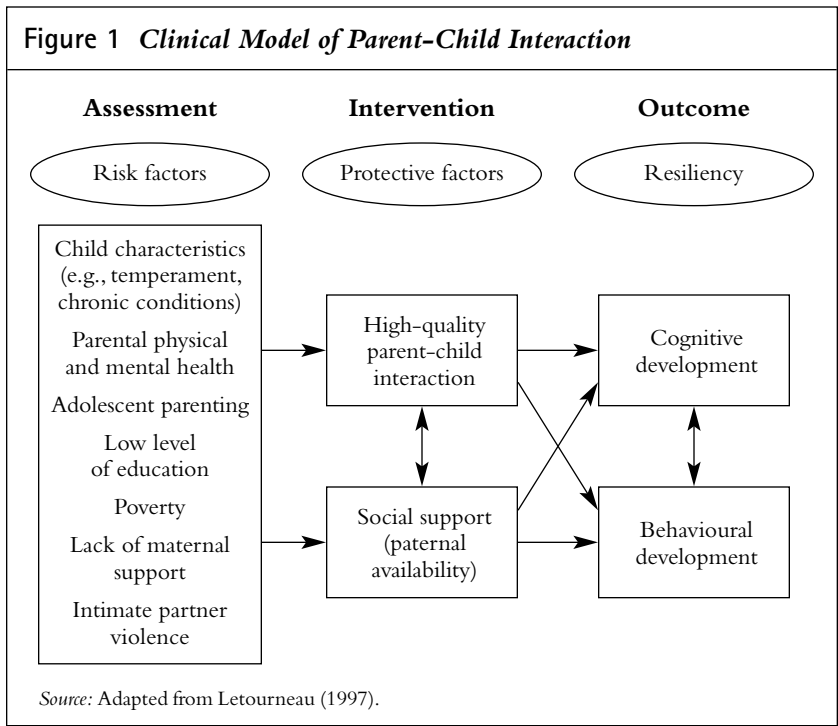 Figure 1 Clinical Model of Parent-Child Interaction
Assessment
Intervention
Outcome
Risk factors
Protective factors
Resiliency
Child characteristics
(e.g., temperament,
chronic conditions)
Parental physical
and mental health
Adolescent parenting
Low level
of education
Poverty
Lack of maternal
support
Intimate partner
violence
High-quality
parent-child
interaction
Social support
(paternal
availability)
Cognitive
development
Behavioural
development
Source: Adapted from Letourneau (1997).